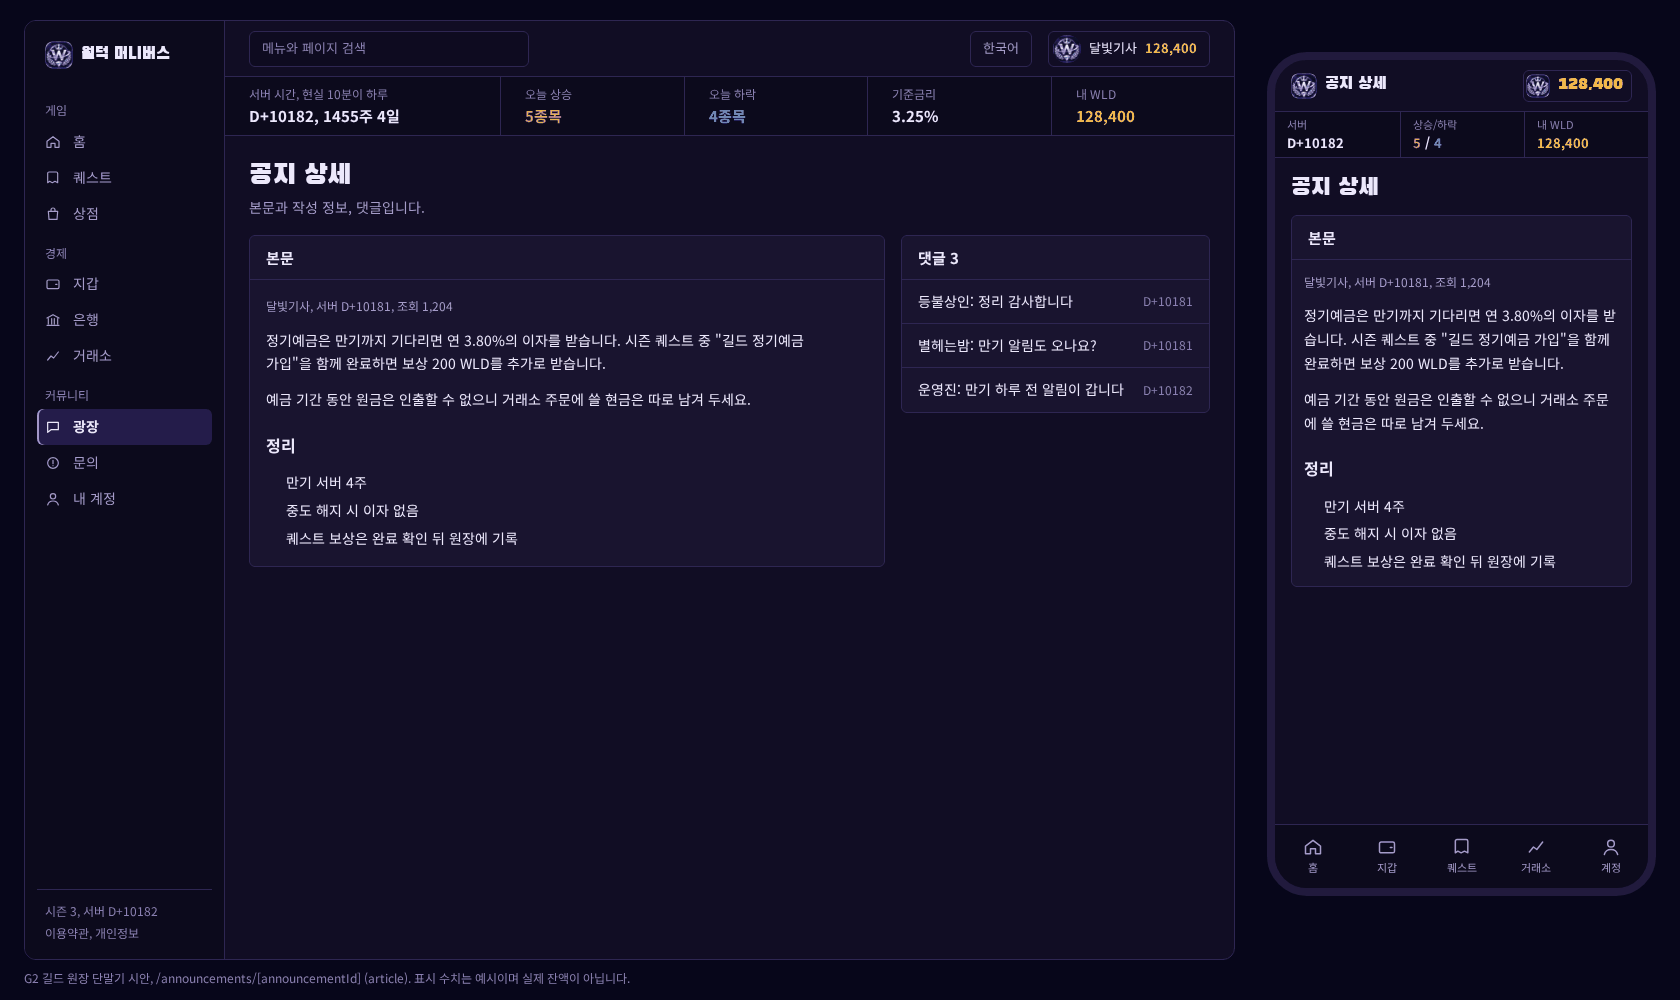 월덕 머니버스
게임
홈
퀘스트
상점
경제
지갑
은행
거래소
커뮤니티
광장
문의
내 계정
시즌 3, 서버 D+10182
이용약관, 개인정보
메뉴와 페이지 검색
한국어
달빛기사 128,400
서버 시간, 현실 10분이 하루
D+10182, 1455주 4일
오늘 상승
5종목
오늘 하락
4종목
기준금리
3.25%
내 WLD
128,400
공지 상세
본문과 작성 정보, 댓글입니다.
본문
달빛기사, 서버 D+10181, 조회 1,204
정기예금은 만기까지 기다리면 연 3.80%의 이자를 받습니다. 시즌 퀘스트 중 "길드 정기예금
가입"을 함께 완료하면 보상 200 WLD를 추가로 받습니다.
예금 기간 동안 원금은 인출할 수 없으니 거래소 주문에 쓸 현금은 따로 남겨 두세요.
정리
만기 서버 4주
중도 해지 시 이자 없음
퀘스트 보상은 완료 확인 뒤 원장에 기록
댓글 3
등불상인: 정리 감사합니다 D+10181
별헤는밤: 만기 알림도 오나요? D+10181
운영진: 만기 하루 전 알림이 갑니다 D+10182
G2 길드 원장 단말기 시안, /announcements/[announcementId] (article). 표시 수치는 예시이며 실제 잔액이 아닙니다.
공지 상세
128,400
서버
D+10182
상승/하락
5 / 4
내 WLD
128,400
공지 상세
본문
달빛기사, 서버 D+10181, 조회 1,204
정기예금은 만기까지 기다리면 연 3.80%의 이자를 받
습니다. 시즌 퀘스트 중 "길드 정기예금 가입"을 함께
완료하면 보상 200 WLD를 추가로 받습니다.
예금 기간 동안 원금은 인출할 수 없으니 거래소 주문
에 쓸 현금은 따로 남겨 두세요.
정리
만기 서버 4주
중도 해지 시 이자 없음
퀘스트 보상은 완료 확인 뒤 원장에 기록
홈
지갑
퀘스트
거래소
계정